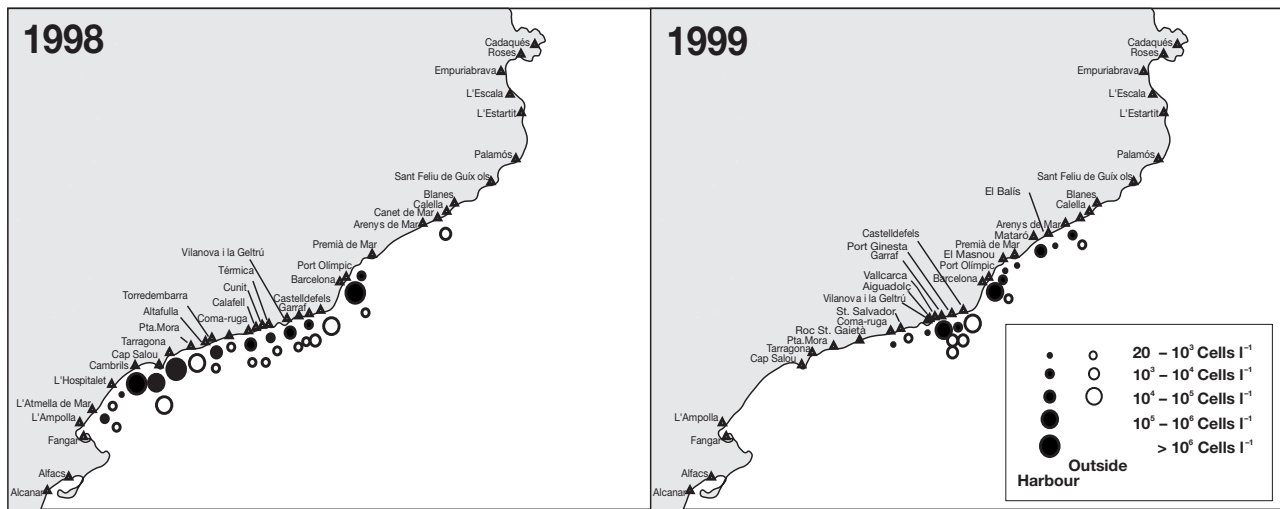 1998
Cadaqués
Roses
Empuriabrava
L'Escala
L'Estartit
Palamós
Sant Feliu de Guíx ols
Blanes
Calella
Canet de Mar
Arenys de Mar
Premià de Mar
Vilanova i la Geltrú
Port Olímpic
Térmica
Barcelona
Cunit
Torredembarra
Castelldefels
Calafell
Garraf
Altafulla
Coma-ruga
Pta.Mora
Tarragona
Cap Salou
Cambrils
L'Hospitalet
L'Atmella de Mar
L'Ampolla
Fangar
Alfacs
Alcanar
1999
Cadaqués
Roses
Empuriabrava
L'Escala
L'Estartit
Palamós
Sant Feliu de Guíx ols
El Balís
Blanes
Calella
Arenys de Mar
Mataró
Castelldefels
Premià de Mar
Port Ginesta
El Masnou
Garraf
Port Olímpic
Vallcarca
Barcelona
Aiguadolç
Vilanova i la Geltrú
St. Salvador
Coma-ruga
Roc St. Gaietà
Pta.Mora
Tarragona
Cap Salou
L'Ampolla
Fangar
Alfacs
Alcanar
20 – 10³ Cells l⁻¹
10³ – 10⁴ Cells l⁻¹
10⁴ – 10⁵ Cells l⁻¹
10⁵ – 10⁶ Cells l⁻¹
> 10⁶ Cells l⁻¹
Outside
Harbour